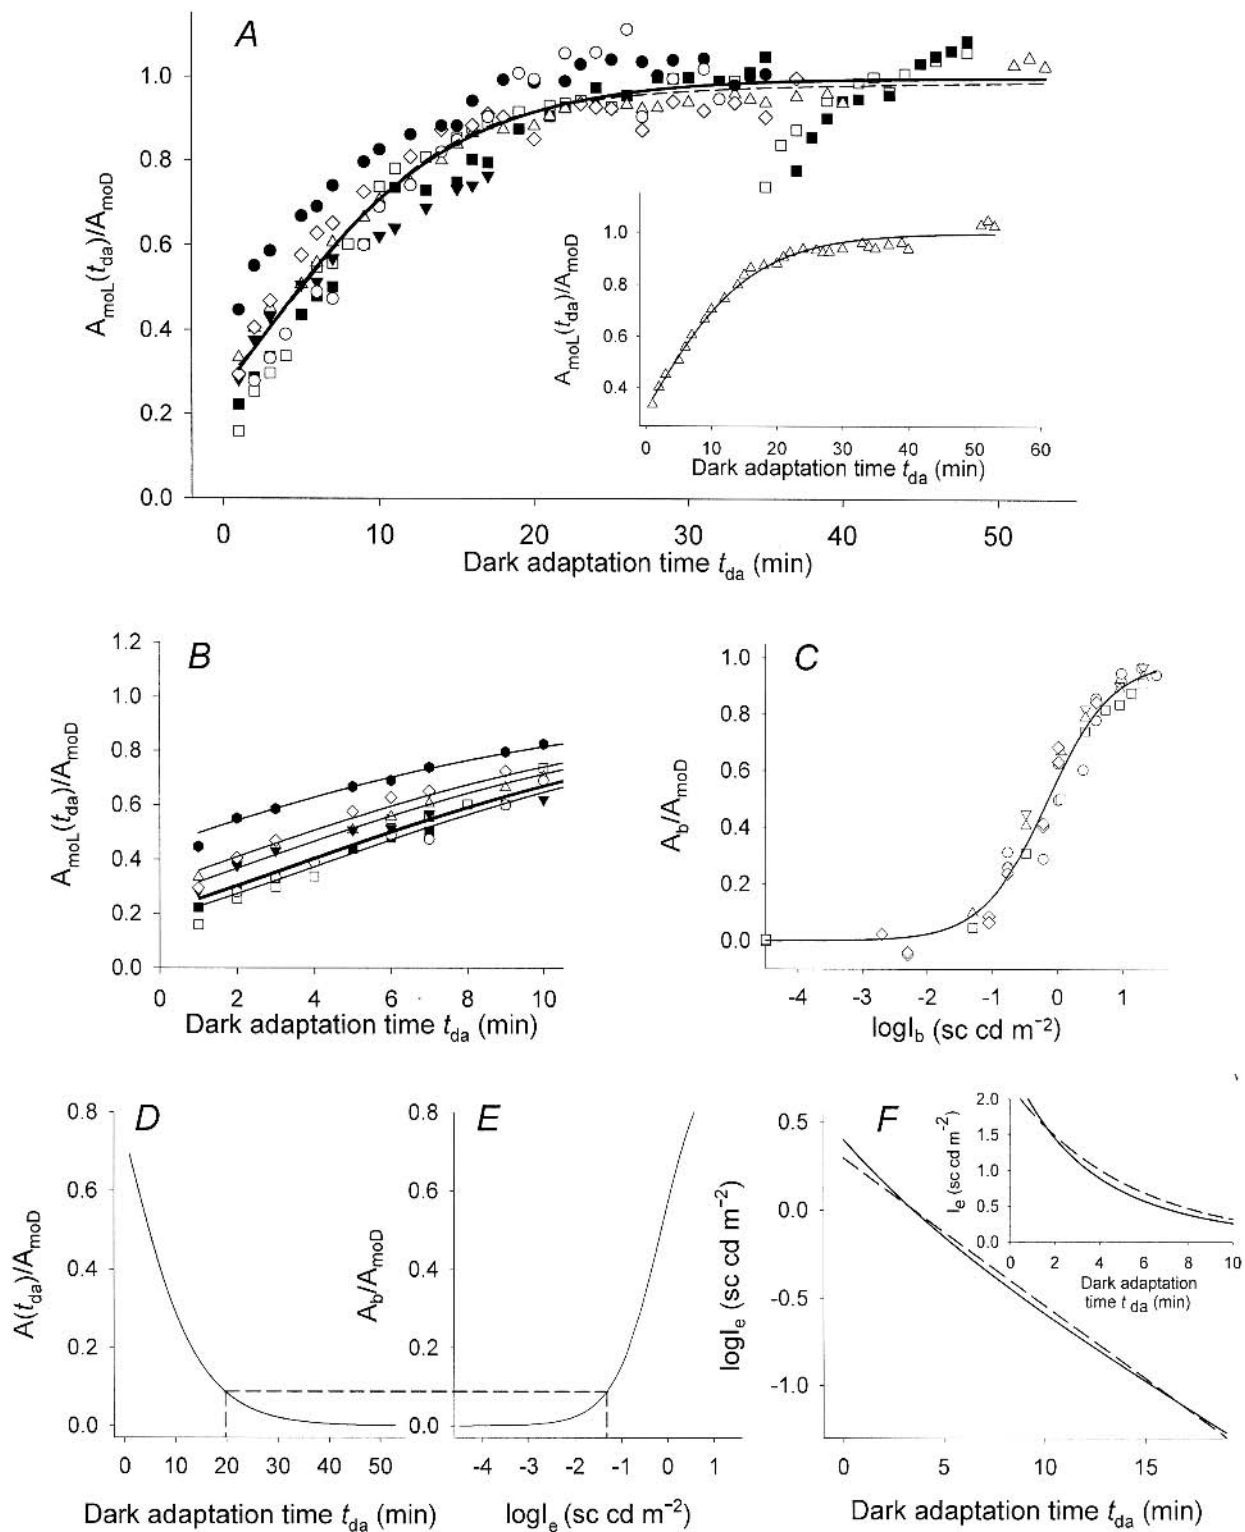 A
A_moL(t_da)/A_moD
1.0
0.8
0.6
0.4
0.2
0.0
0 10 20 30 40 50
Dark adaptation time t_da (min)
A_moL(t_da)/A_moD
1.0
0.8
0.6
0.4
0 10 20 30 40 50 60
Dark adaptation time t_da (min)
B
A_moL(t_da)/A_moD
1.2
1.0
0.8
0.6
0.4
0.2
0.0
0 2 4 6 8 10
Dark adaptation time t_da (min)
C
A_b/A_moD
1.0
0.8
0.6
0.4
0.2
0.0
-4 -3 -2 -1 0 1
logI_b (sc cd m⁻²)
D
A(t_da)/A_moD
0.8
0.6
0.4
0.2
0.0
0 10 20 30 40 50
Dark adaptation time t_da (min)
E
A_b/A_moD
0.8
0.6
0.4
0.2
0.0
-4 -3 -2 -1 0 1
logI_e (sc cd m⁻²)
F
logI_e (sc cd m⁻²)
0.5
0.0
-0.5
-1.0
0 5 10 15
Dark adaptation time t_da (min)
I_e (sc cd m⁻²)
2.0
1.5
1.0
0.5
0.0
0 2 4 6 8 10
Dark adaptation
time t_da (min)